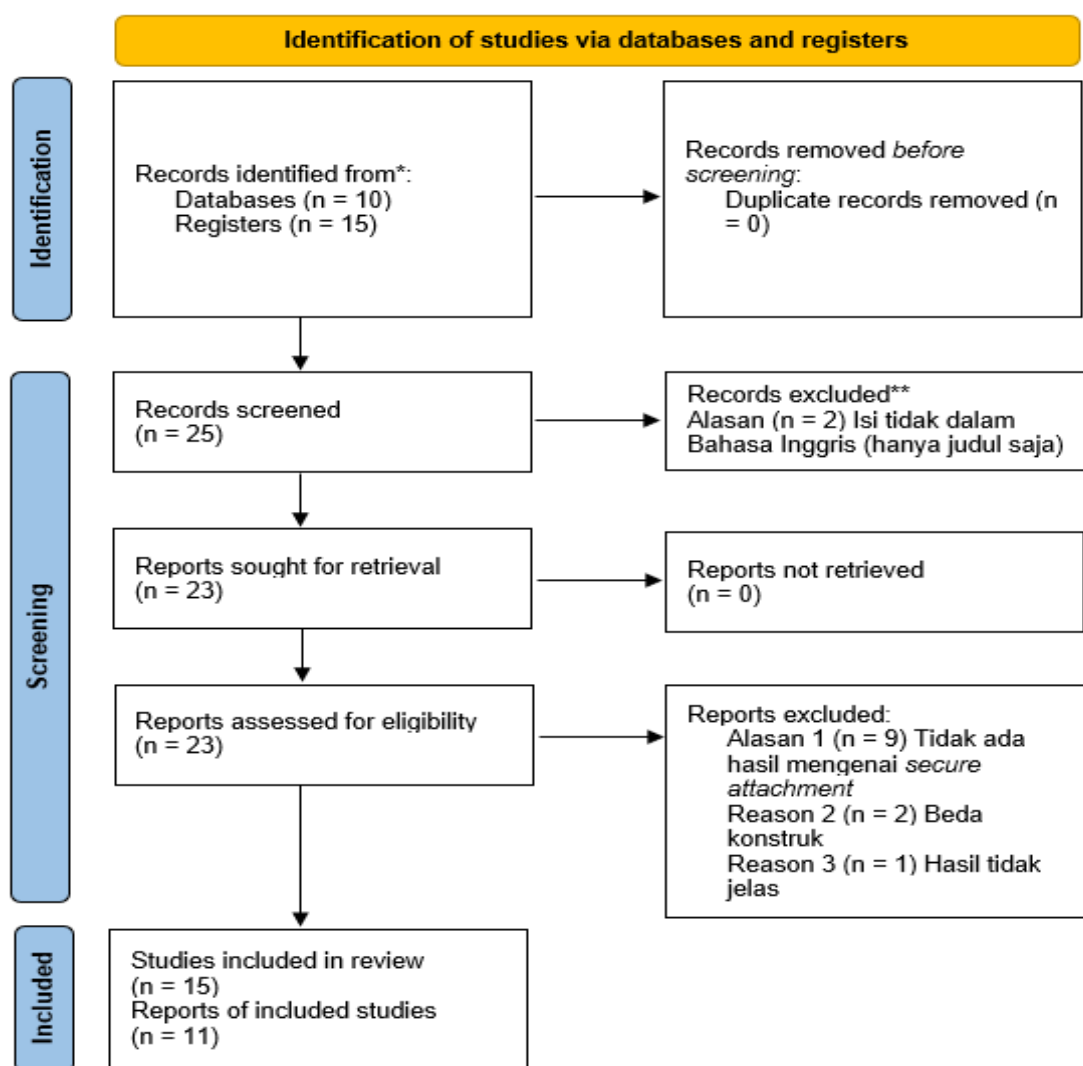 Identification of studies via databases and registers
Identification
Records identified from*:
Databases (n = 10)
Registers (n = 15)
Records removed before
screening:
Duplicate records removed (n
= 0)
Screening
Records screened
(n = 25)
Records excluded**
Alasan (n = 2) Isi tidak dalam
Bahasa Inggris (hanya judul saja)
Reports sought for retrieval
(n = 23)
Reports not retrieved
(n = 0)
Reports assessed for eligibility
(n = 23)
Reports excluded:
Alasan 1 (n = 9) Tidak ada
hasil mengenai secure
attachment
Reason 2 (n = 2) Beda
konstruk
Reason 3 (n = 1) Hasil tidak
jelas
Included
Studies included in review
(n = 15)
Reports of included studies
(n = 11)